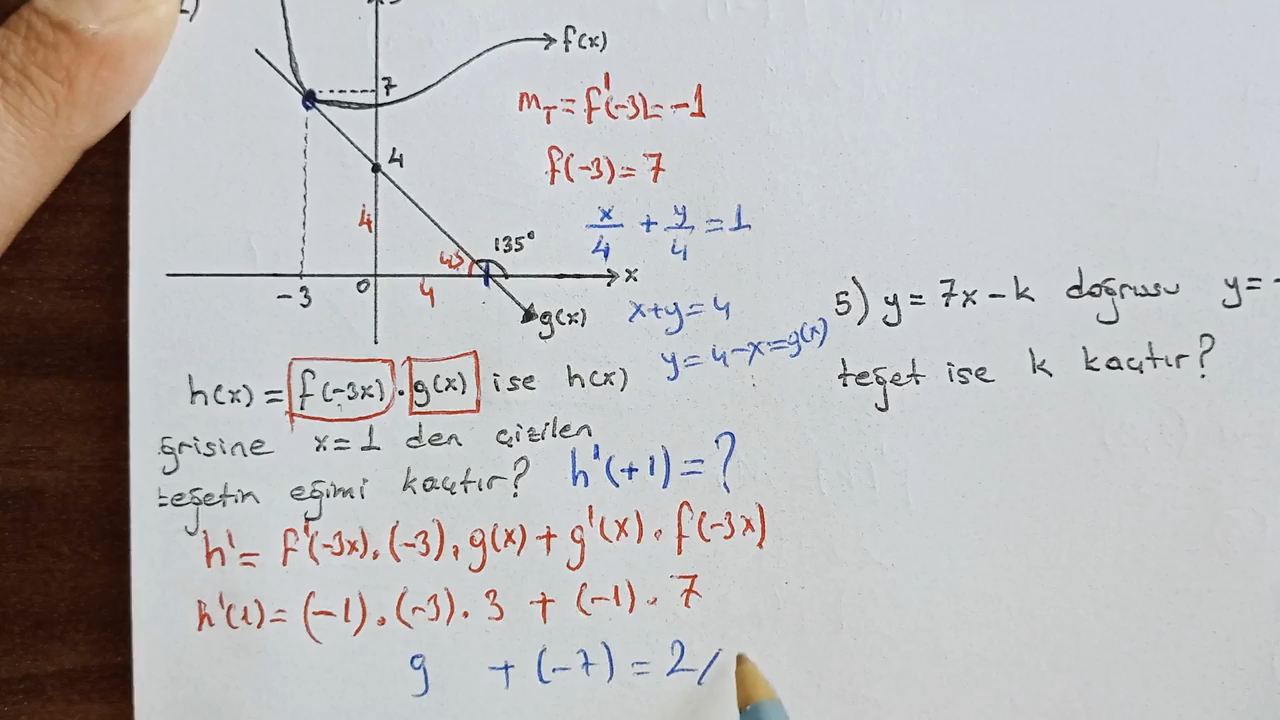 f(x)
7
4
4
45
135°
x
-3
0
4
g(x)
m_T = f'(-3) = -1
f(-3) = 7
x/4 + y/4 = 1
x+y=4
y=4-x=g(x)
h(x) = f(-3x) . g(x) ise h(x)
ğrisine x=1 den çizilen
teğetin eğimi kaçtır? h'(+1) = ?
h' = f'(-3x).(-3).g(x) + g'(x).f(-3x)
h'(1) = (-1).(-3).3 + (-1).7
9 + (-7) = 2/
5) y = 7x-k doğrusu y=-
teğet ise k kaçtır?